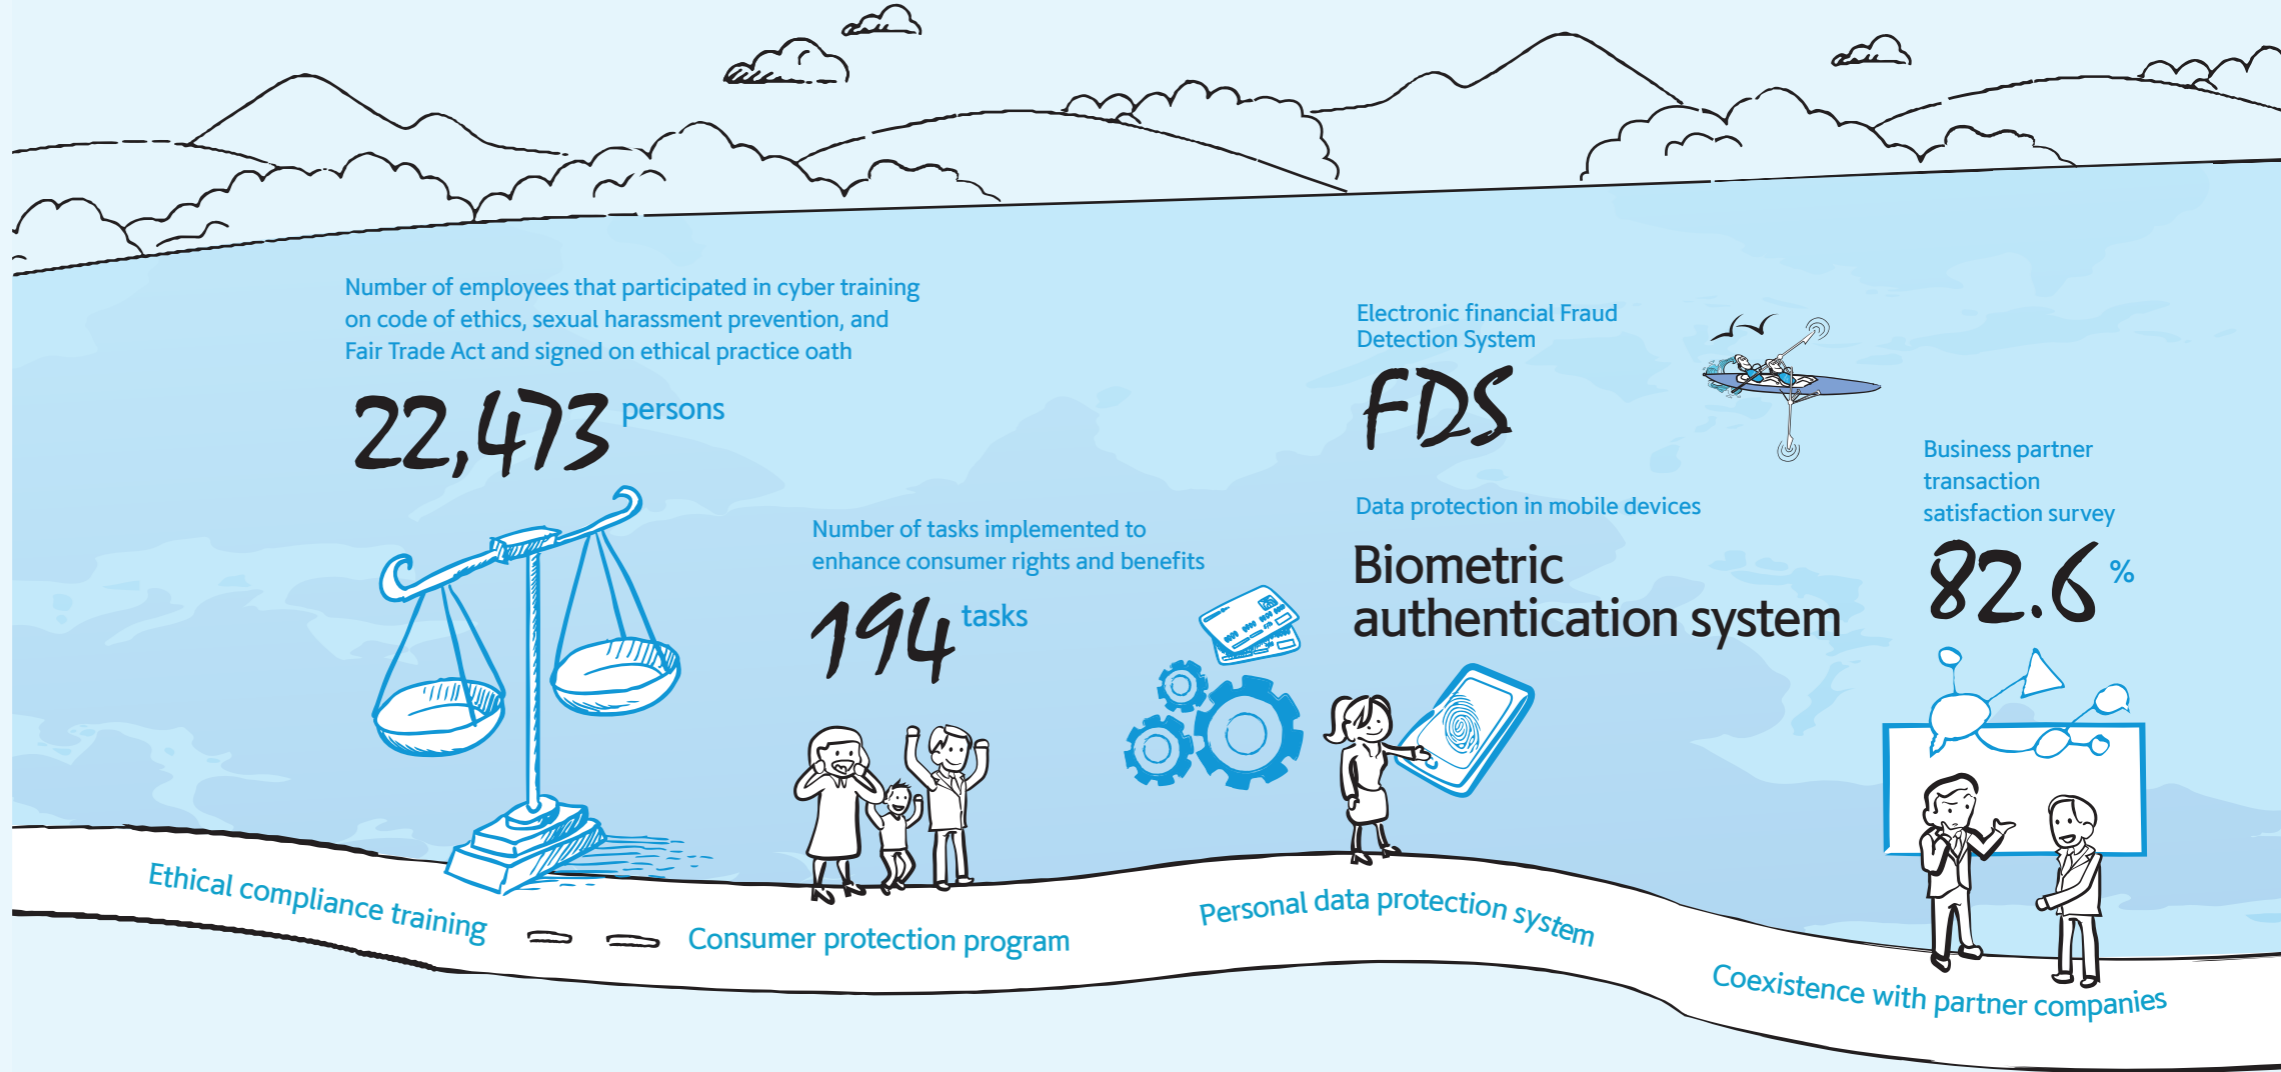 Number of employees that participated in cyber training
on code of ethics, sexual harassment prevention, and
Fair Trade Act and signed on ethical practice oath
22,473 persons
Number of tasks implemented to
enhance consumer rights and benefits
194 tasks
Electronic financial Fraud
Detection System
FDS
Data protection in mobile devices
Biometric
authentication system
Business partner
transaction
satisfaction survey
82.6 %
Ethical compliance training
Consumer protection program
Personal data protection system
Coexistence with partner companies